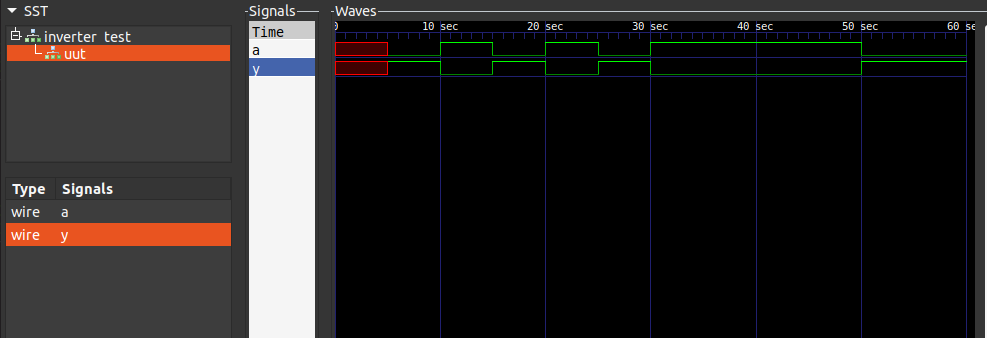 SST
inverter_test
uut
Type Signals
wire a
wire y
Signals
Time
a
y
Waves
0 10 sec 20 sec 30 sec 40 sec 50 sec 60 se